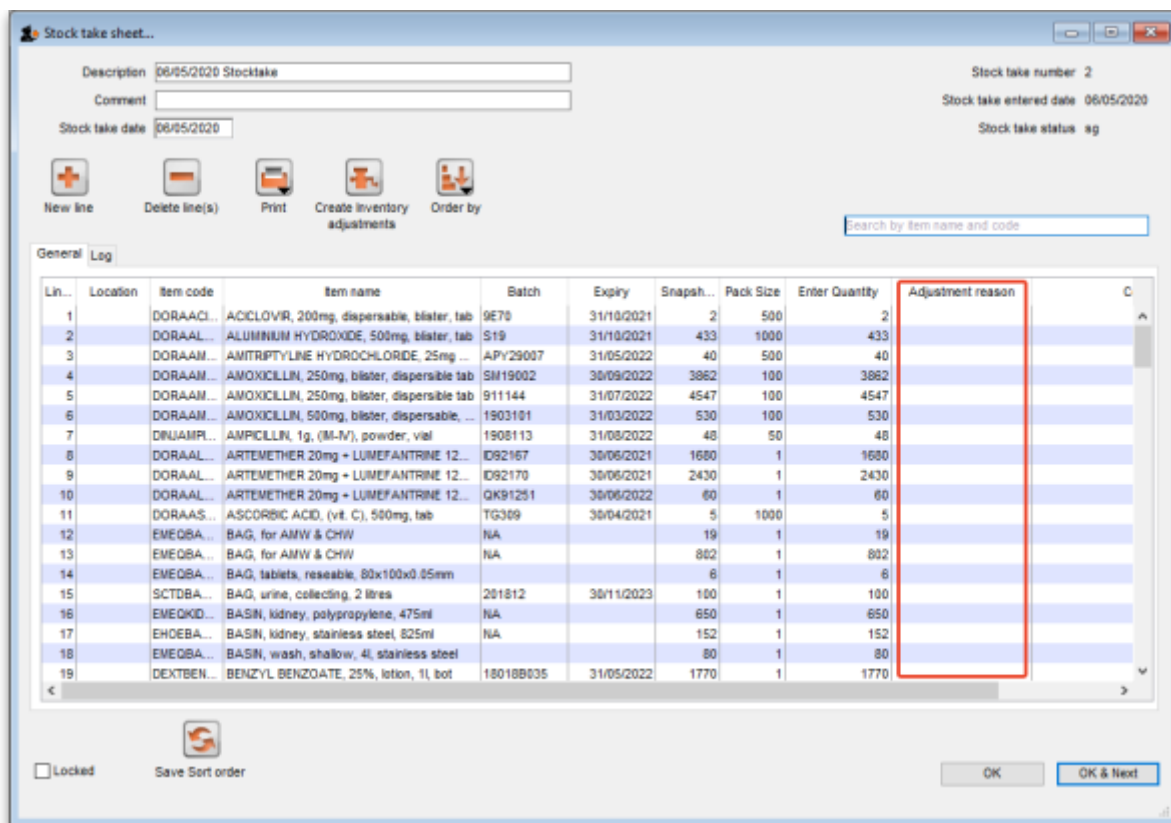 Stock take sheet...
Description 06/05/2020 Stocktake Stock take number 2
Comment Stock take entered date 06/05/2020
Stock take date 06/05/2020 Stock take status sg
New line Delete line(s) Print Create Inventory adjustments Order by
Search by item name and code
General Log
Lin... Location Item code Item name Batch Expiry Snapsh... Pack Size Enter Quantity Adjustment reason C
1 DORAACI... ACICLOVIR, 200mg, dispersable, blister, tab 9E70 31/10/2021 2 500 2
2 DORAAL... ALUMINIUM HYDROXIDE, 500mg, blister, tab S19 31/10/2021 433 1000 433
3 DORAAM... AMITRIPTYLINE HYDROCHLORIDE, 25mg ... APY29007 31/05/2022 40 500 40
4 DORAAM... AMOXICILLIN, 250mg, blister, dispersible tab SM19002 30/09/2022 3862 100 3862
5 DORAAM... AMOXICILLIN, 250mg, blister, dispersible tab 911144 31/07/2022 4547 100 4547
6 DORAAM... AMOXICILLIN, 500mg, blister, dispersable, ... 1903101 31/03/2022 530 100 530
7 DINJAMPI... AMPICILLIN, 1g, (IM-IV), powder, vial 1908113 31/08/2022 48 50 48
8 DORAAL... ARTEMETHER 20mg + LUMEFANTRINE 12... ID92167 30/06/2021 1680 1 1680
9 DORAAL... ARTEMETHER 20mg + LUMEFANTRINE 12... ID92170 30/06/2021 2430 1 2430
10 DORAAL... ARTEMETHER 20mg + LUMEFANTRINE 12... QK91251 30/06/2022 60 1 60
11 DORAAS... ASCORBIC ACID, (vit. C), 500mg, tab TG309 30/04/2021 5 1000 5
12 EMEQBA... BAG, for AMW & CHW NA 19 1 19
13 EMEQBA... BAG, for AMW & CHW NA 802 1 802
14 EMEQBA... BAG, tablets, reseable, 80x100x0.05mm 6 1 6
15 SCTDBA... BAG, urine, collecting, 2 litres 201812 30/11/2023 100 1 100
16 EMEQKID... BASIN, kidney, polypropylene, 475ml NA 650 1 650
17 EHOEBA... BASIN, kidney, stainless steel, 825ml NA 152 1 152
18 EMEQBA... BASIN, wash, shallow, 4l, stainless steel 80 1 80
19 DEXTBEN... BENZYL BENZOATE, 25%, lotion, 1l, bot 18018B035 31/05/2022 1770 1 1770
Locked Save Sort order OK OK & Next